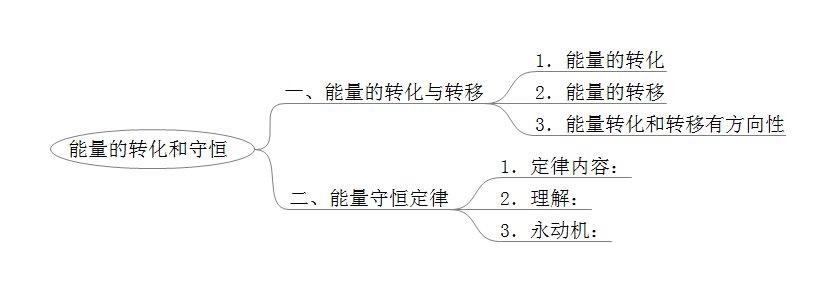 能量的转化和守恒
一、能量的转化与转移
1．能量的转化
2．能量的转移
3．能量转化和转移有方向性
二、能量守恒定律
1．定律内容：
2．理解：
3．永动机：